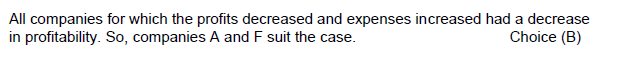 All companies for which the profits decreased and expenses increased had a decrease
in profitability. So, companies A and F suit the case. Choice (B)